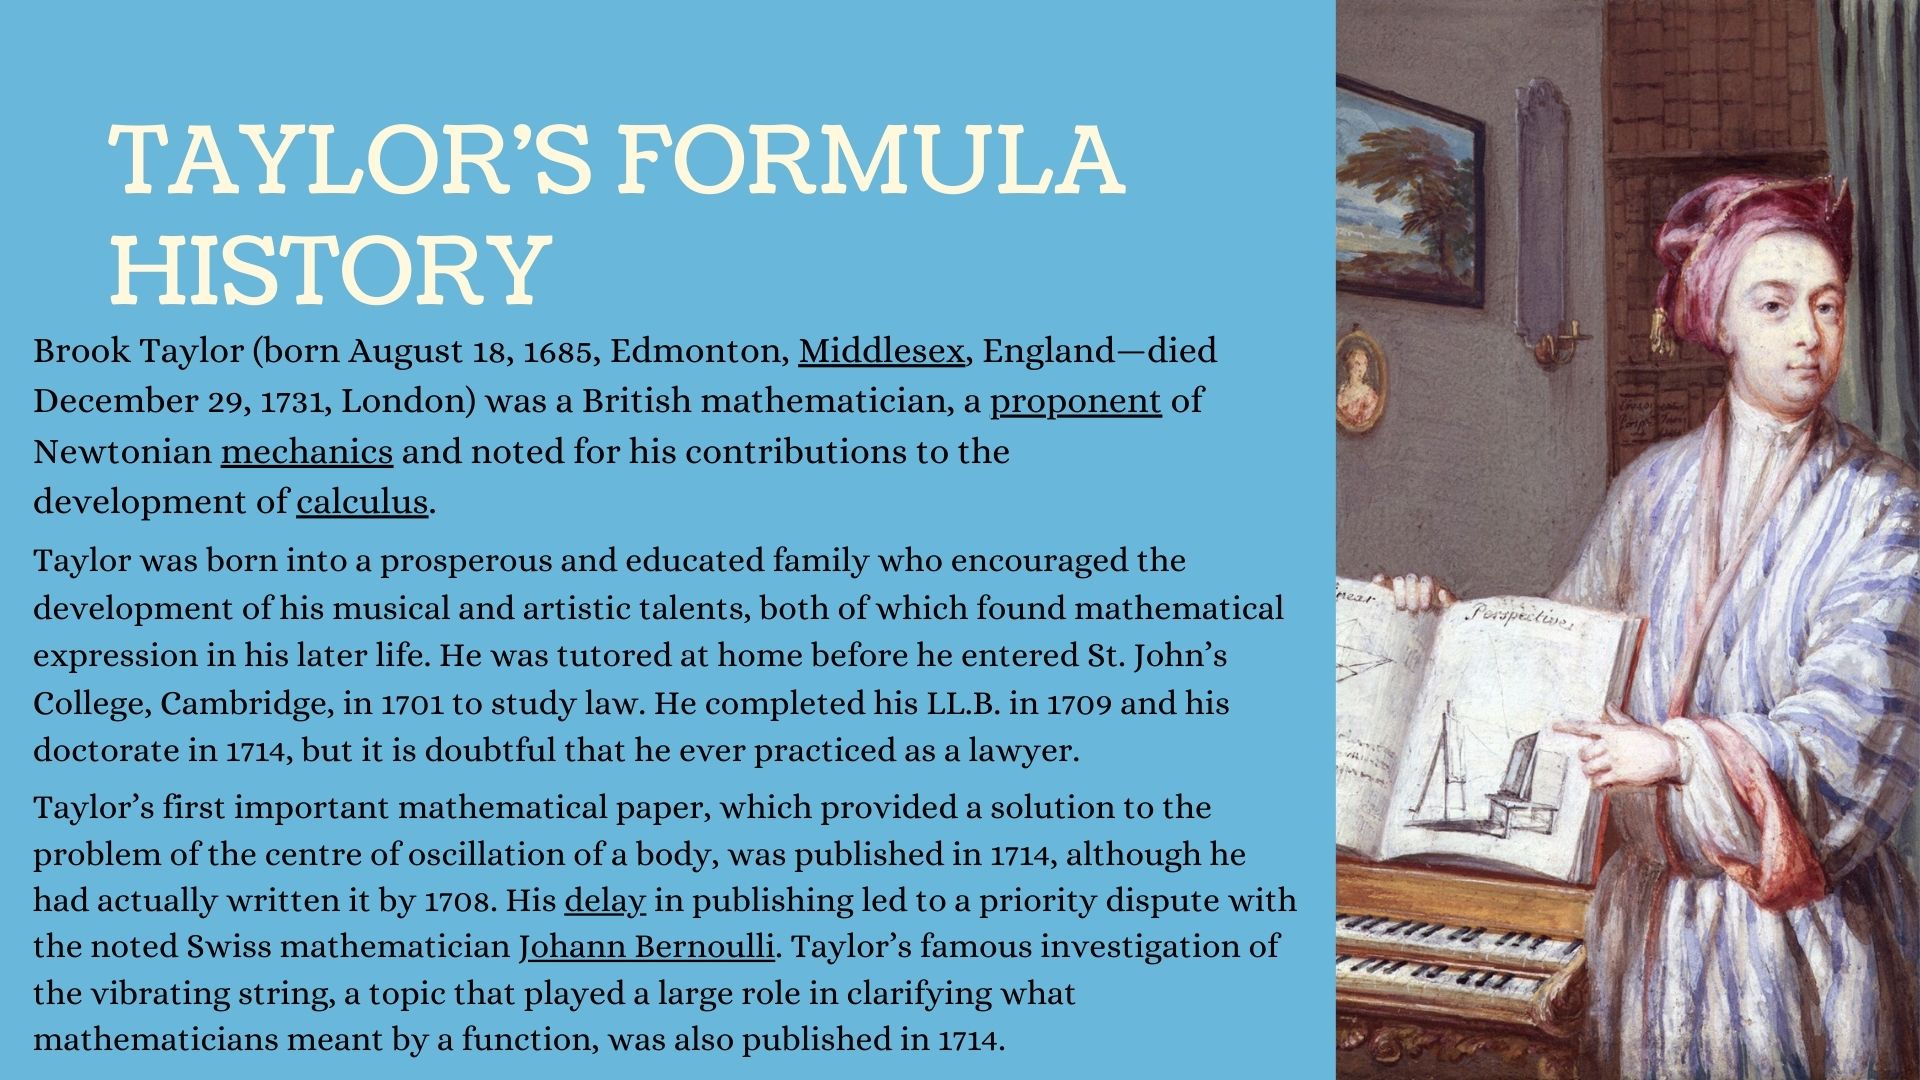 TAYLOR’S FORMULA
HISTORY
Brook Taylor (born August 18, 1685, Edmonton, Middlesex, England—died
December 29, 1731, London) was a British mathematician, a proponent of
Newtonian mechanics and noted for his contributions to the
development of calculus.
Taylor was born into a prosperous and educated family who encouraged the
development of his musical and artistic talents, both of which found mathematical
expression in his later life. He was tutored at home before he entered St. John’s
College, Cambridge, in 1701 to study law. He completed his LL.B. in 1709 and his
doctorate in 1714, but it is doubtful that he ever practiced as a lawyer.
Taylor’s first important mathematical paper, which provided a solution to the
problem of the centre of oscillation of a body, was published in 1714, although he
had actually written it by 1708. His delay in publishing led to a priority dispute with
the noted Swiss mathematician Johann Bernoulli. Taylor’s famous investigation of
the vibrating string, a topic that played a large role in clarifying what
mathematicians meant by a function, was also published in 1714.
near
Perspective